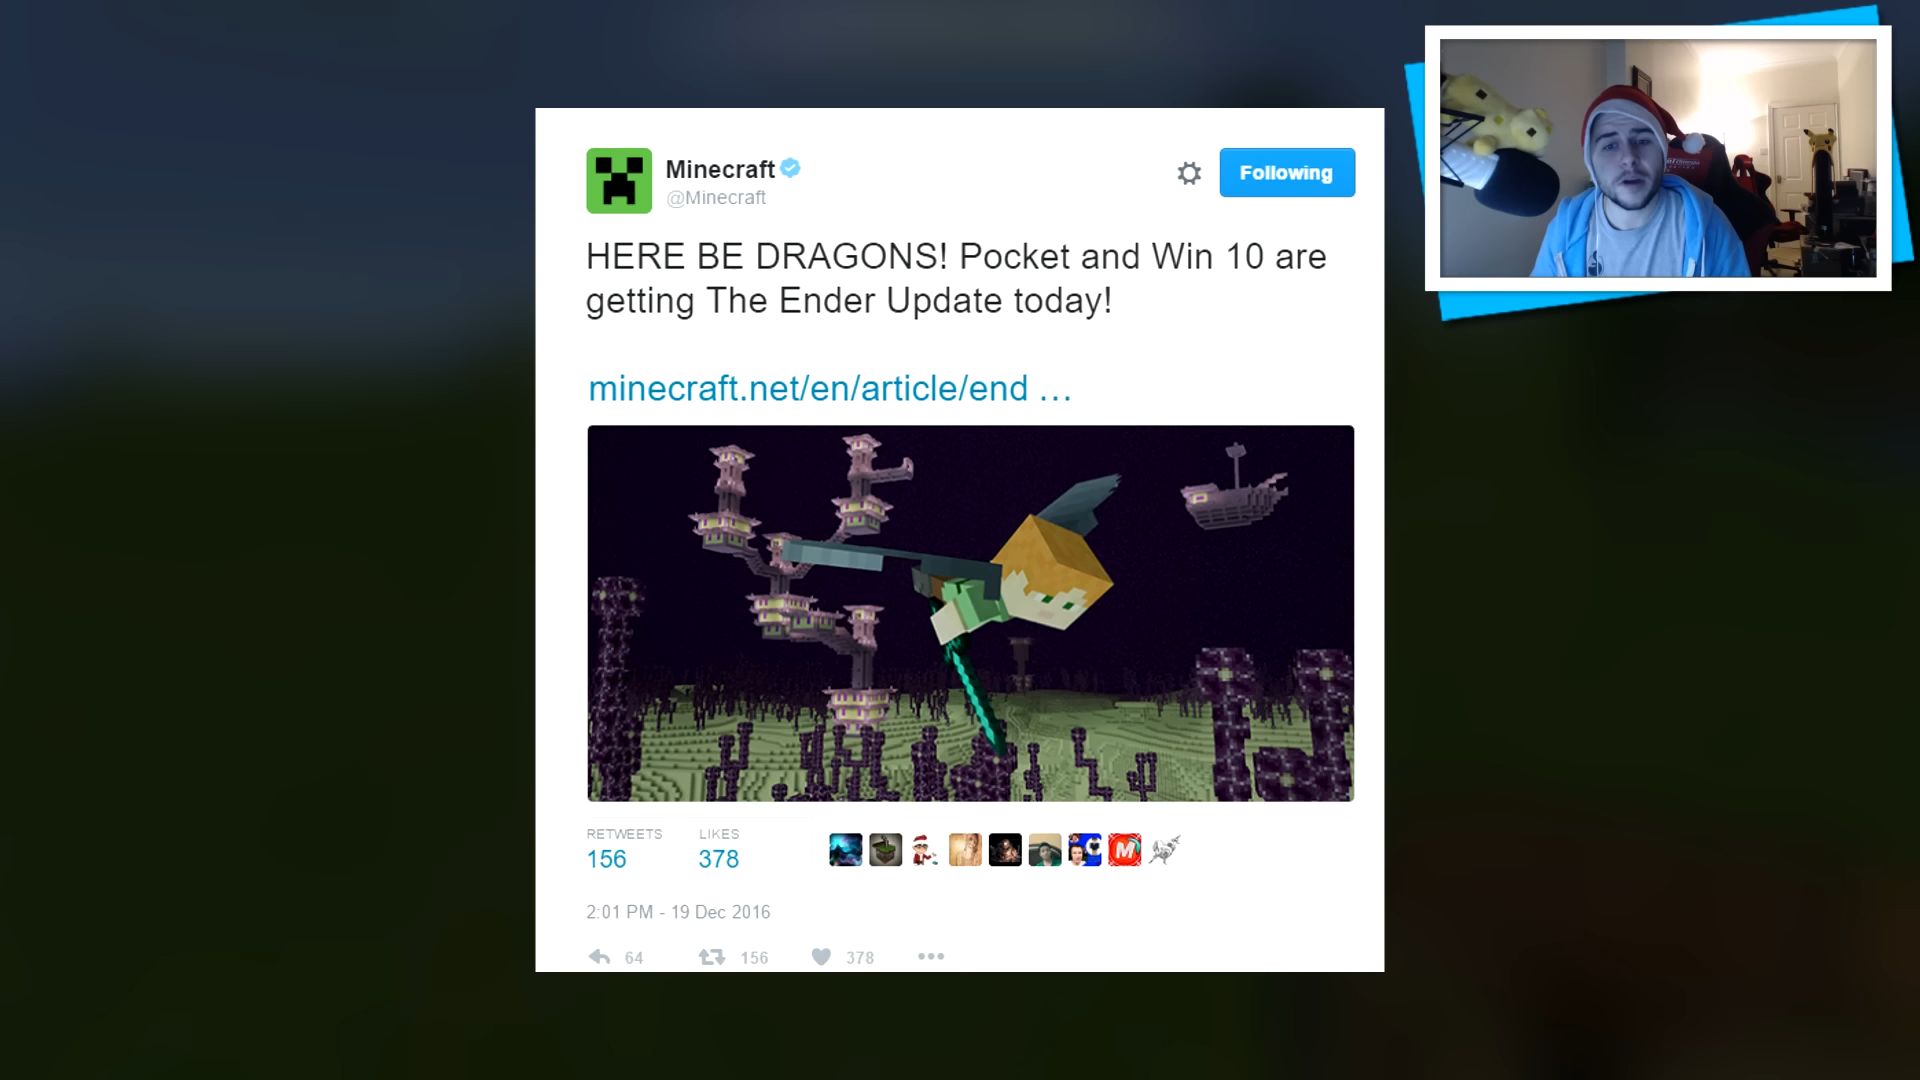 Minecraft
@Minecraft
Following
HERE BE DRAGONS! Pocket and Win 10 are
getting The Ender Update today!
minecraft.net/en/article/end …
RETWEETS
156
LIKES
378
M
2:01 PM - 19 Dec 2016
64
156
378